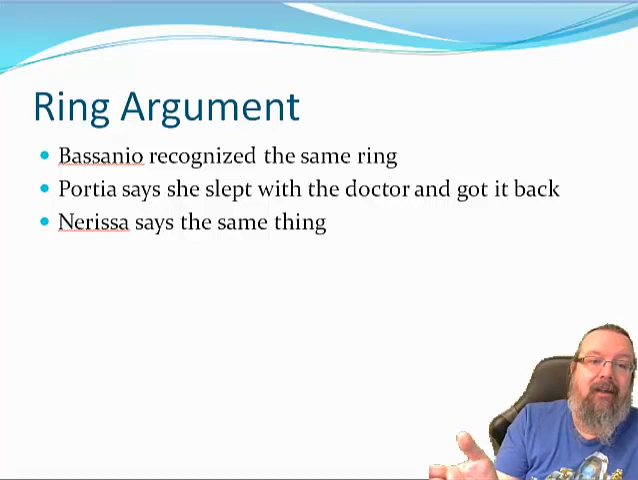 Ring Argument
Bassanio recognized the same ring
Portia says she slept with the doctor and got it back
Nerissa says the same thing